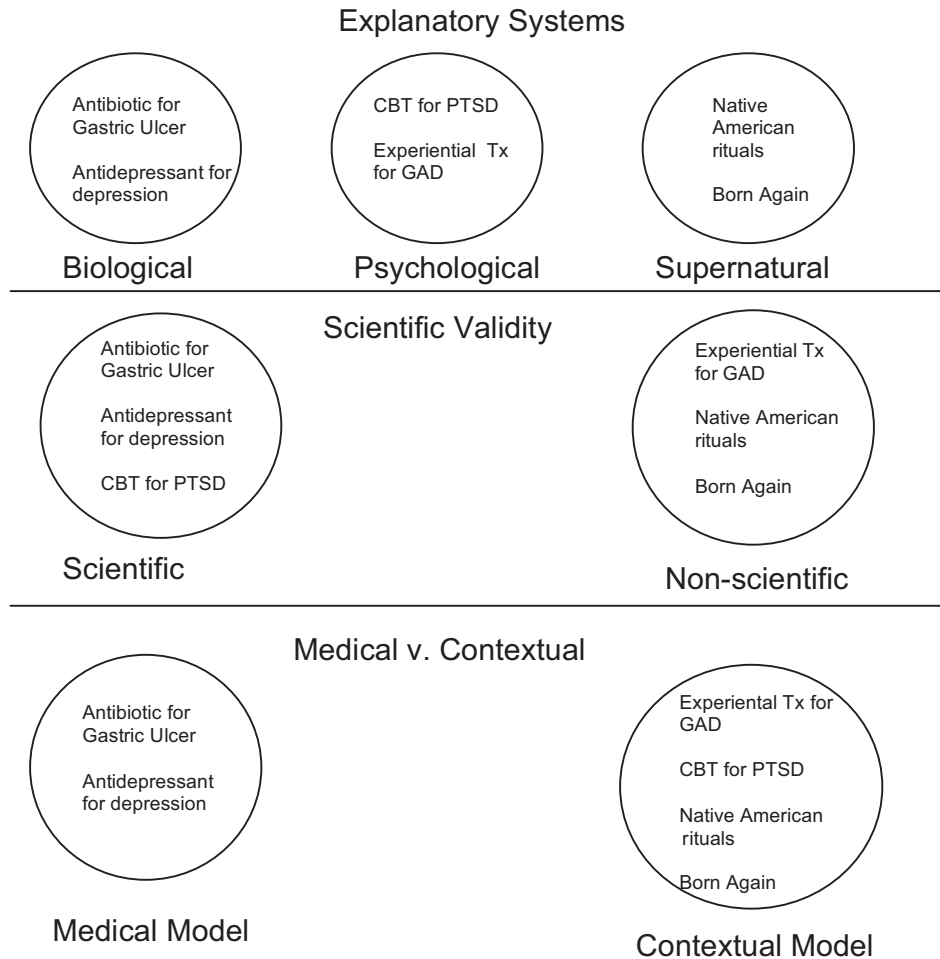 Explanatory Systems
Antibiotic for
Gastric Ulcer
Antidepressant for
depression
Biological
CBT for PTSD
Experiential Tx
for GAD
Psychological
Native
American
rituals
Born Again
Supernatural
Scientific Validity
Antibiotic for
Gastric Ulcer
Antidepressant
for depression
CBT for PTSD
Scientific
Experiential Tx
for GAD
Native American
rituals
Born Again
Non-scientific
Medical v. Contextual
Antibiotic for
Gastric Ulcer
Antidepressant
for depression
Medical Model
Experiental Tx for
GAD
CBT for PTSD
Native American
rituals
Born Again
Contextual Model